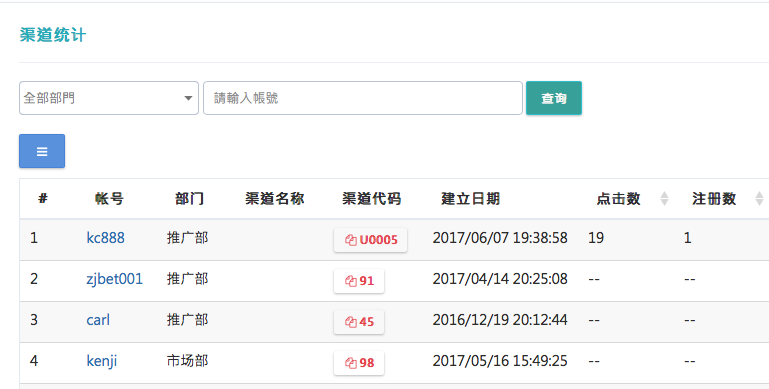 渠道统计
全部部門 請輸入帳號 查询
# 帐号 部门 渠道名称 渠道代码 建立日期 点击数 注册数
1 kc888 推广部 U0005 2017/06/07 19:38:58 19 1
2 zjbet001 推广部 91 2017/04/14 20:25:08 -- --
3 carl 推广部 45 2016/12/19 20:12:44 -- --
4 kenji 市场部 98 2017/05/16 15:49:25 -- --